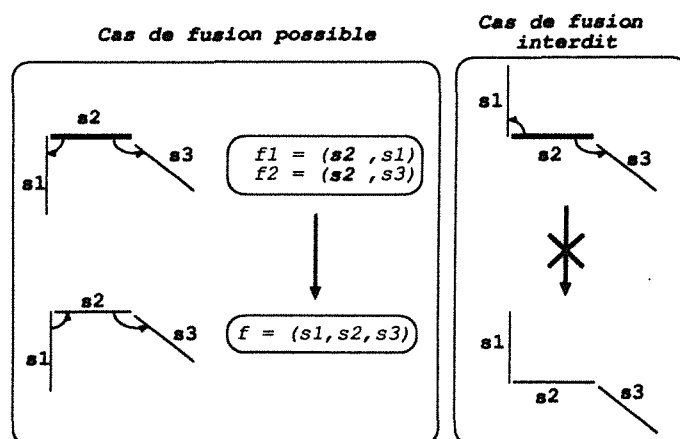 Cas de fusion possible
Cas de fusion
interdit
s2
s1
s3
f1 = (s2 ,s1)
f2 = (s2 ,s3)
s2
s1
s3
f = (s1,s2,s3)
s1
s2
s3
s1
s2
s3